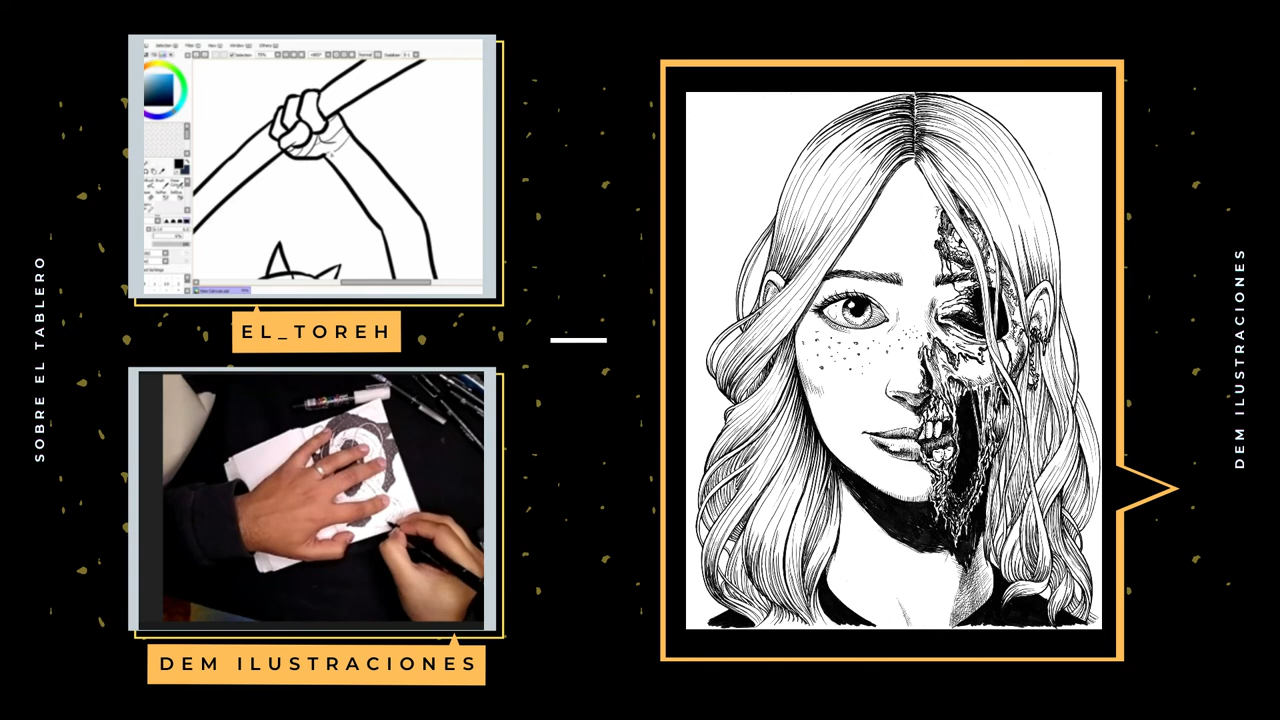 SOBRE EL TABLERO
EL_TOREH
DEM ILUSTRACIONES
DEM ILUSTRACIONES